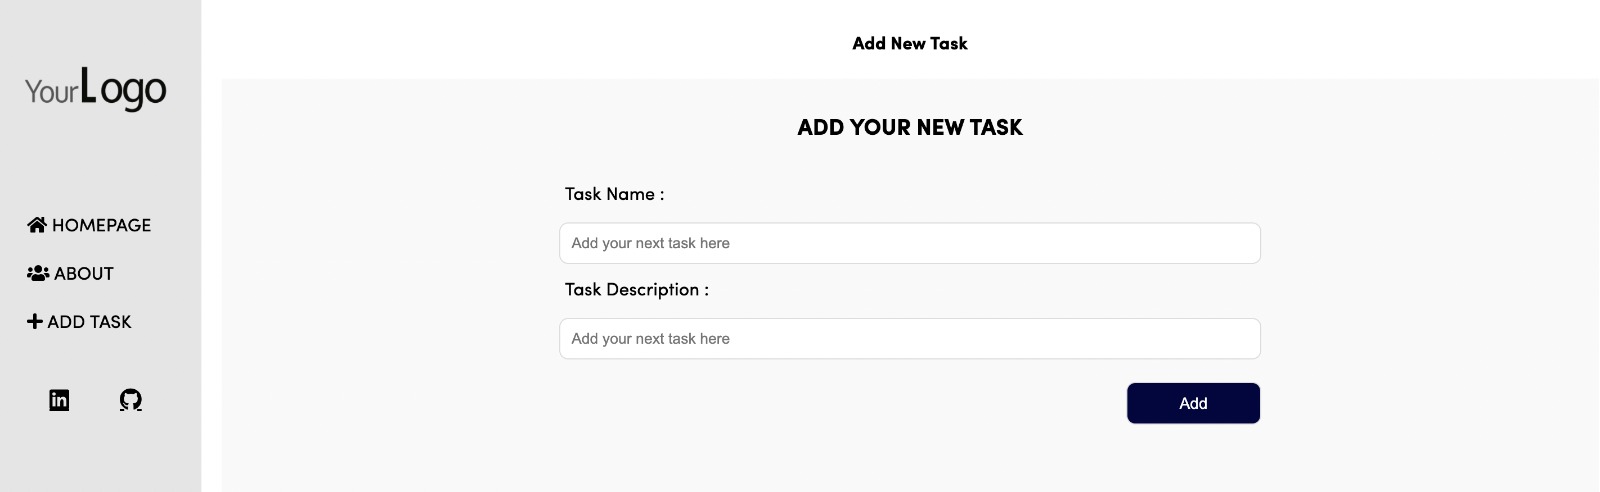 YourLogo
HOMEPAGE
ABOUT
ADD TASK
Add New Task
ADD YOUR NEW TASK
Task Name :
Add your next task here
Task Description :
Add your next task here
Add